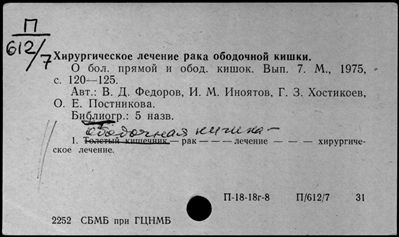 П
612/7
Хирургическое лечение рака ободочной кишки.
О бол. прямой и обод. кишок. Вып. 7. М., 1975,
с. 120—125.
Авт.: В. Д. Федоров, И. М. Иноятов, Г. З. Хостикоев,
О. Е. Постникова.
Библиогр.: 5 назв.
ободочная кишка —
1. Толстый кишечник — рак — — — лечение — — — хирургиче-
ское лечение.
П-18-18г-8 П/612/7 31
2252 СБМБ при ГЦНМБ